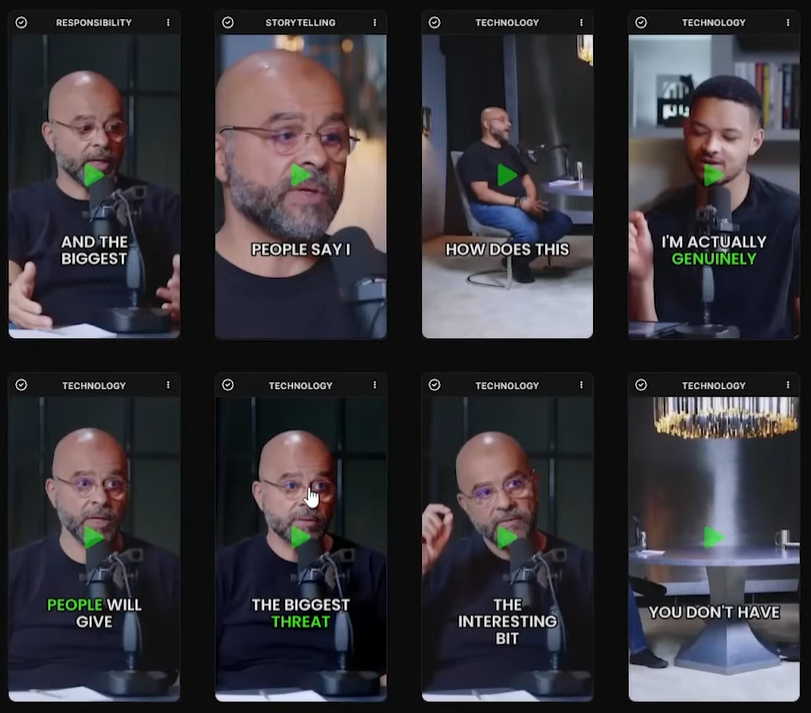 RESPONSIBILITY
AND THE
BIGGEST
STORYTELLING
PEOPLE SAY I
TECHNOLOGY
HOW DOES THIS
TECHNOLOGY
I'M ACTUALLY
GENUINELY
TECHNOLOGY
PEOPLE WILL
GIVE
TECHNOLOGY
THE BIGGEST
THREAT
TECHNOLOGY
THE
INTERESTING
BIT
TECHNOLOGY
YOU DON'T HAVE